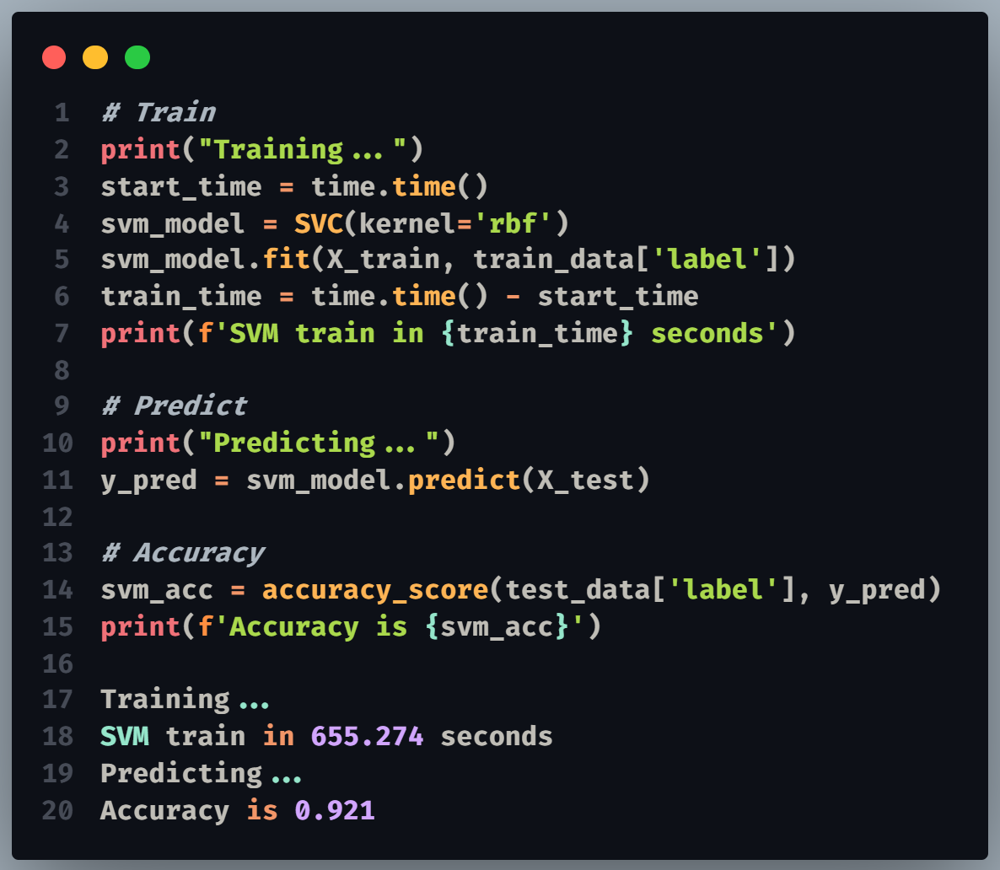 1 # Train
2 print("Training...")
3 start_time = time.time()
4 svm_model = SVC(kernel='rbf')
5 svm_model.fit(X_train, train_data['label'])
6 train_time = time.time() - start_time
7 print(f'SVM train in {train_time} seconds')
8
9 # Predict
10 print("Predicting...")
11 y_pred = svm_model.predict(X_test)
12
13 # Accuracy
14 svm_acc = accuracy_score(test_data['label'], y_pred)
15 print(f'Accuracy is {svm_acc}')
16
17 Training...
18 SVM train in 655.274 seconds
19 Predicting...
20 Accuracy is 0.921